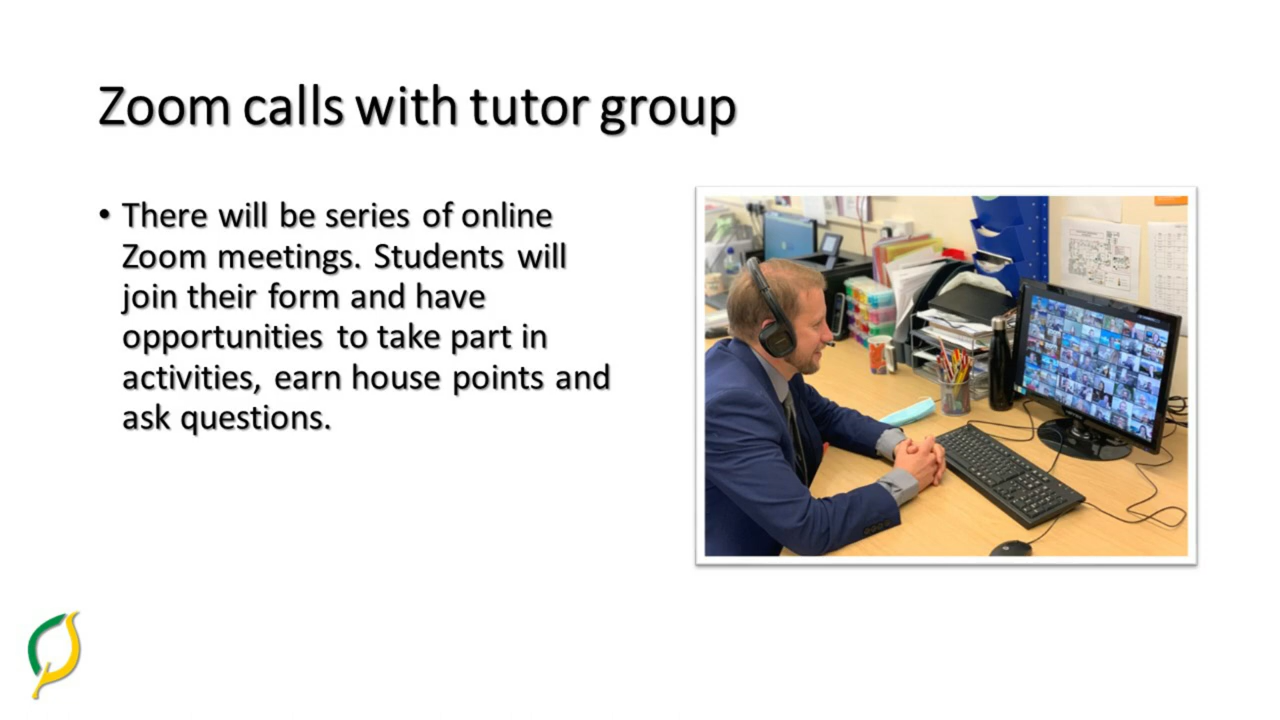 Zoom calls with tutor group
• There will be series of online
Zoom meetings. Students will
join their form and have
opportunities to take part in
activities, earn house points and
ask questions.